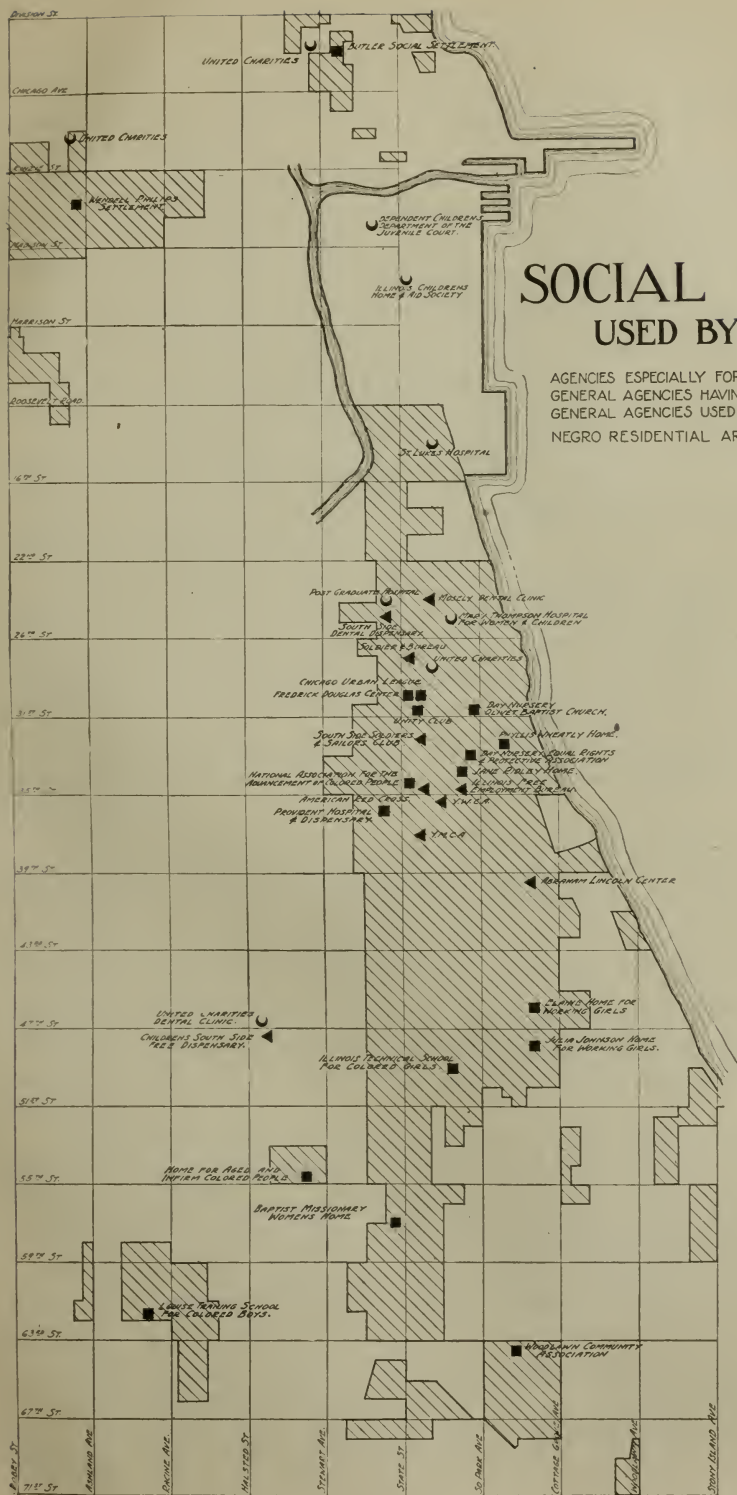 DIVISION ST.
UNITED CHARITIES
BUTLER SOCIAL SETTLEMENT.
CHICAGO AVE
UNITED CHARITIES
KINZIE ST
WENDELL PHILLIPS
SETTLEMENT.
DEPENDENT CHILDRENS
DEPARTMENT OF THE
JUVENILE COURT.
MADISON ST
ILLINOIS CHILDRENS
HOME & AID SOCIETY
SOCIAL
USED BY
HARRISON ST
AGENCIES ESPECIALLY FOR
GENERAL AGENCIES HAVIN
GENERAL AGENCIES USED
NEGRO RESIDENTIAL AR
ROOSEVELT ROAD.
ST LUKES HOSPITAL
16TH ST
22ND ST
POST GRADUATE HOSPITAL
MOSELY DENTAL CLINIC
MARY THOMPSON HOSPITAL
FOR WOMEN & CHILDREN
SOUTH SIDE
DENTAL DISPENSARY.
26TH ST
SOLDIER'S BUREAU
UNITED CHARITIES
CHICAGO URBAN LEAGUE
FREDRICK DOUGLAS CENTER
DAY NURSERY
OLIVET BAPTIST CHURCH.
31ST ST
UNITY CLUB
SOUTH SIDE SOLDIERS
& SAILORS CLUB
PHYLLIS WHEATLY HOME.
DAY NURSERY EQUAL RIGHTS
& PROTECTIVE ASSOCIATION
JANE RIDLEY HOME.
NATIONAL ASSOCIATION FOR THE
ADVANCEMENT OF COLORED PEOPLE
ILLINOIS FREE
EMPLOYMENT BUREAU.
35TH ST
AMERICAN RED CROSS.
Y.W.C.A.
PROVIDENT HOSPITAL
& DISPENSARY.
Y.M.C.A
39TH ST
ABRAHAM LINCOLN CENTER
43RD ST
ELAINE HOME FOR
WORKING GIRLS
UNITED CHARITIES
DENTAL CLINIC.
47TH ST
CHILDRENS SOUTH SIDE
FREE DISPENSARY.
JULIA JOHNSON HOME
FOR WORKING GIRLS.
ILLINOIS TECHNICAL SCHOOL
FOR COLORED GIRLS.
51ST ST
HOME FOR AGED AND
INFIRM COLORED PEOPLE
55TH ST
BAPTIST MISSIONARY
WOMENS HOME
59TH ST
LOUISE TRANING SCHOOL
FOR COLORED BOYS.
63RD ST
WOODLAWN COMMUNITY
ASSOCIATION
67TH ST
ROBEY ST
ASHLAND AVE
RACINE AVE.
HALSTED ST
STEWART AVE
STATE ST
SO PARK AVE
COTTAGE GROVE AVE
WOODLAWN AVE
STONY ISLAND AVE
71ST ST